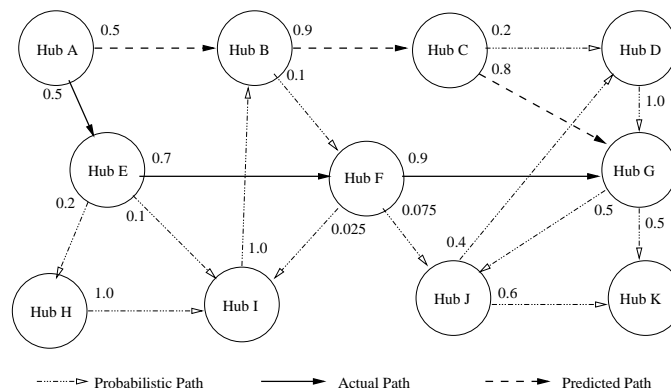 0.5
0.9
0.2
Hub A
Hub B
Hub C
Hub D
0.5
0.1
0.8
1.0
0.7
0.9
Hub E
Hub F
Hub G
0.2
0.1
0.075
0.5
0.5
0.025
1.0
0.4
1.0
0.6
Hub H
Hub I
Hub J
Hub K
Probabilistic Path
Actual Path
Predicted Path